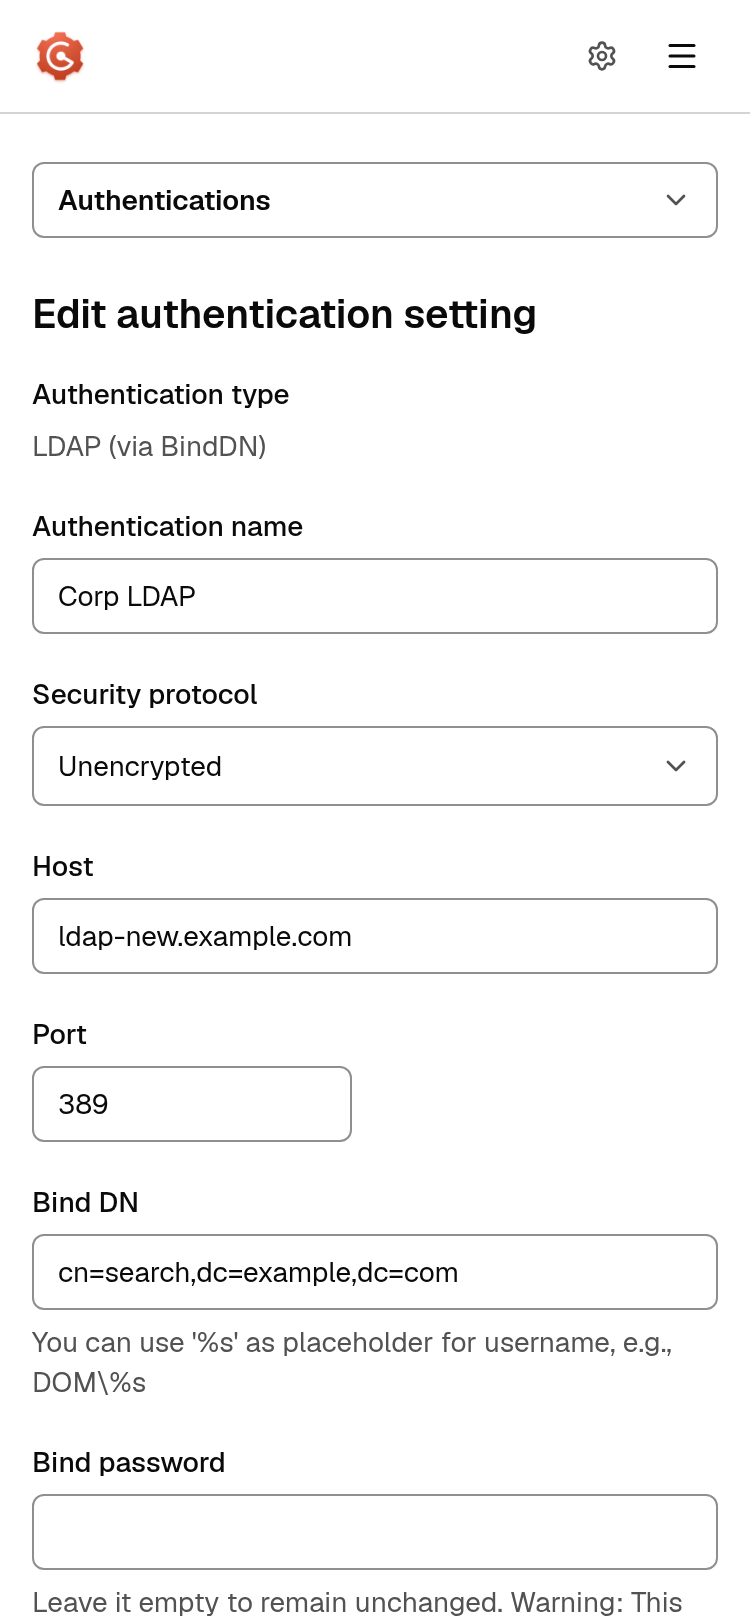 Authentications
Edit authentication setting
Authentication type
LDAP (via BindDN)
Authentication name
Corp LDAP
Security protocol
Unencrypted
Host
ldap-new.example.com
Port
389
Bind DN
cn=search,dc=example,dc=com
You can use '%s' as placeholder for username, e.g.,
DOM\%s
Bind password
Leave it empty to remain unchanged. Warning: This